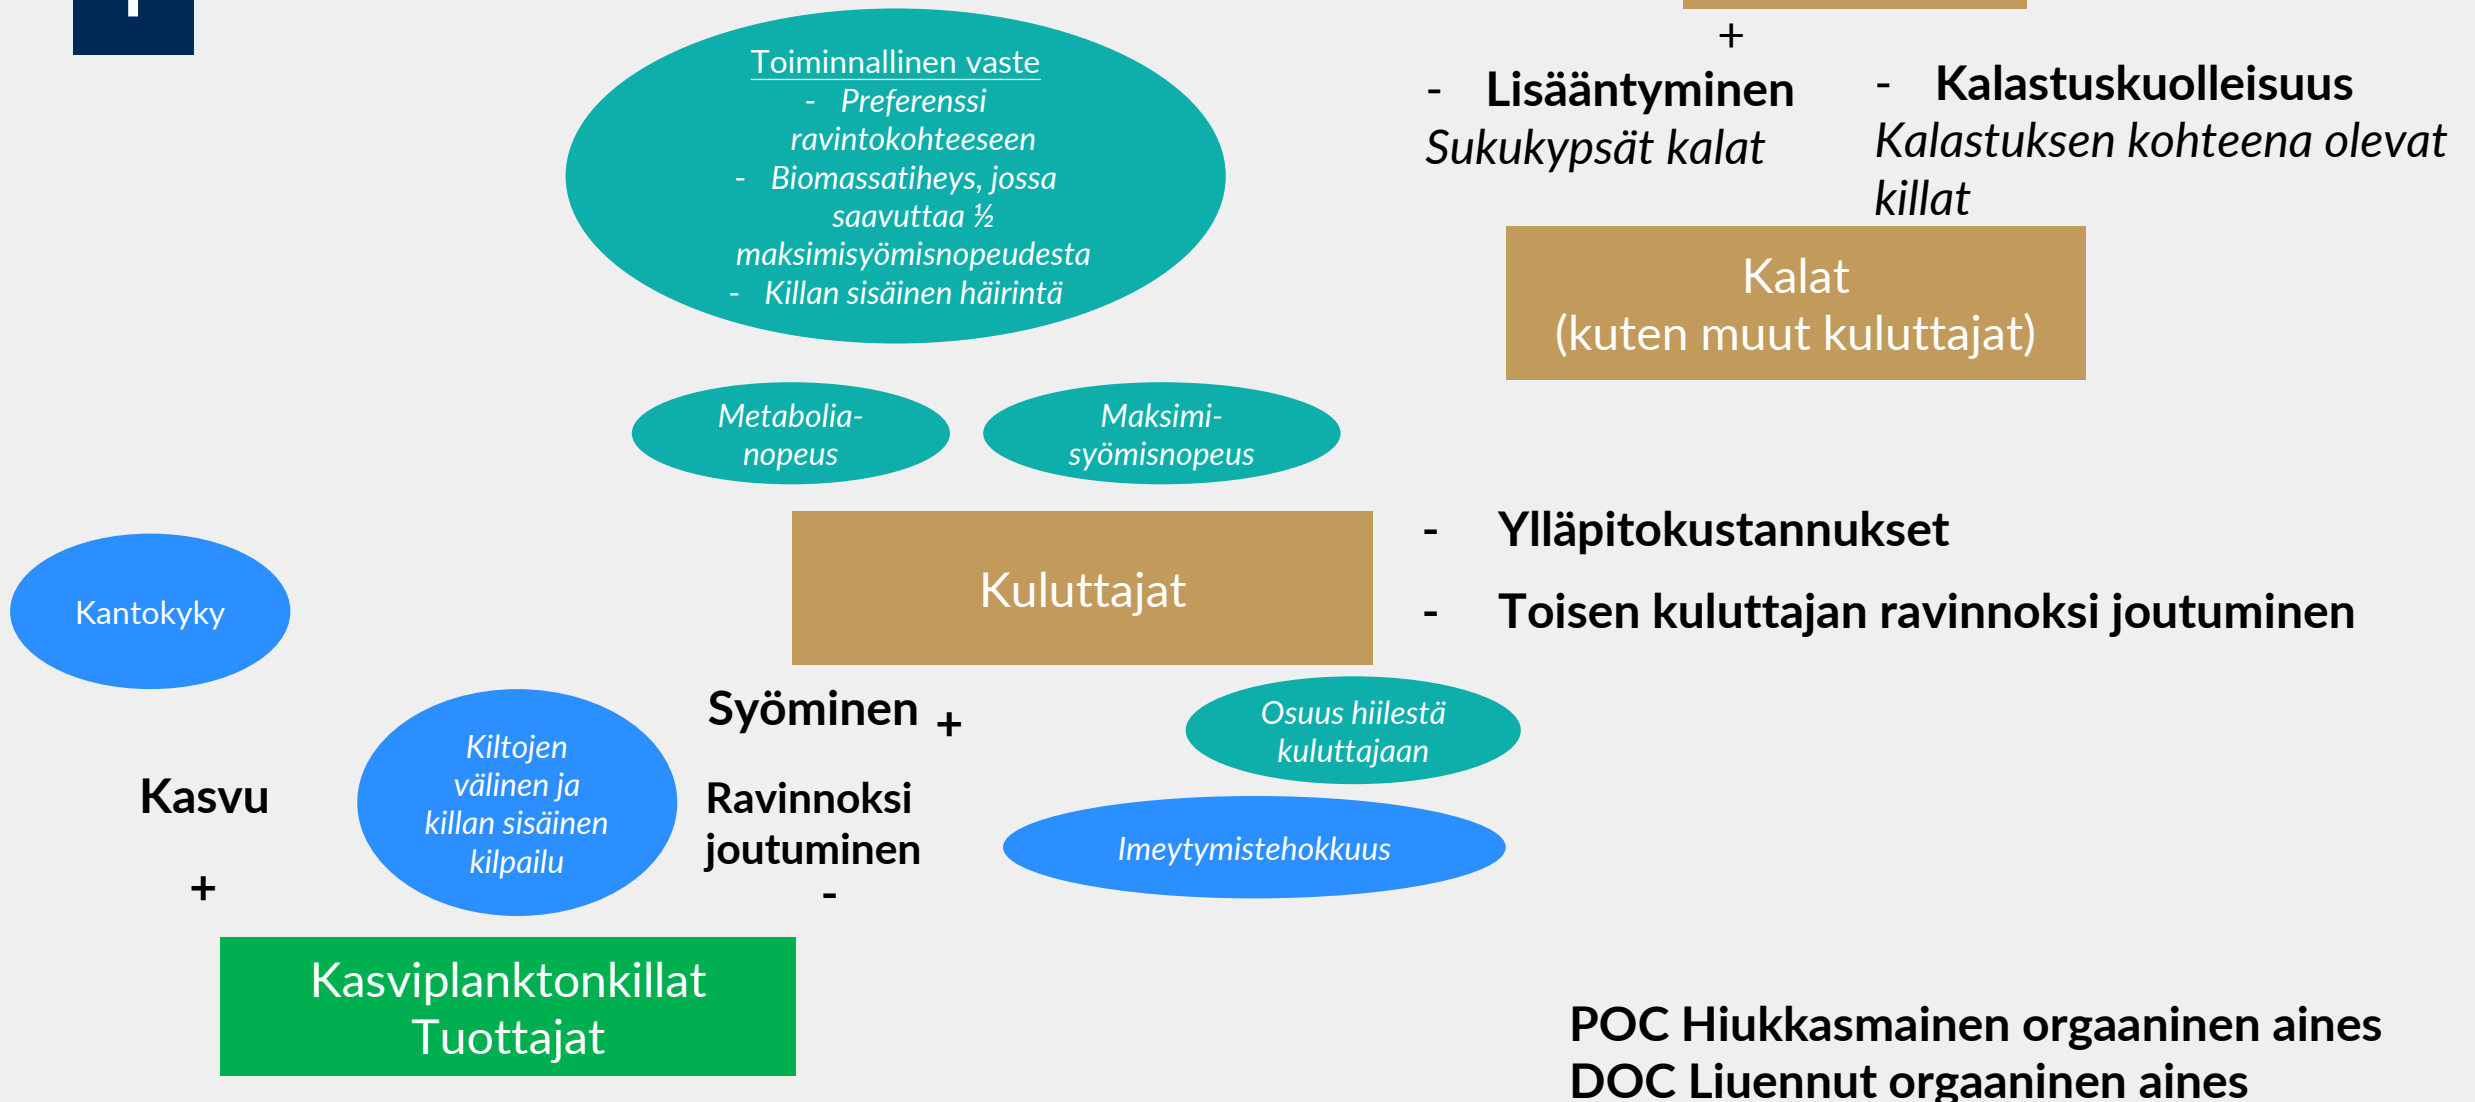 Toiminnallinen vaste
- Preferenssi
ravintokohteeseen
- Biomassatiheys, jossa
saavuttaa ½
maksimisyömisnopeudesta
- Killan sisäinen häirintä
+
- Lisääntyminen
Sukukypsät kalat
- Kalastuskuolleisuus
Kalastuksen kohteena olevat
killat
Kalat
(kuten muut kuluttajat)
Metabolia-
nopeus
Maksimi-
syömisnopeus
Kuluttajat
- Ylläpitokustannukset
- Toisen kuluttajan ravinnoksi joutuminen
Kantokyky
Kiltojen
välinen ja
killan sisäinen
kilpailu
Syöminen +
Ravinnoksi
joutuminen
-
Osuus hiilestä
kuluttajaan
Imeytymistehokkuus
Kasvu
+
Kasviplanktonkillat
Tuottajat
POC Hiukkasmainen orgaaninen aines
DOC Liuennut orgaaninen aines